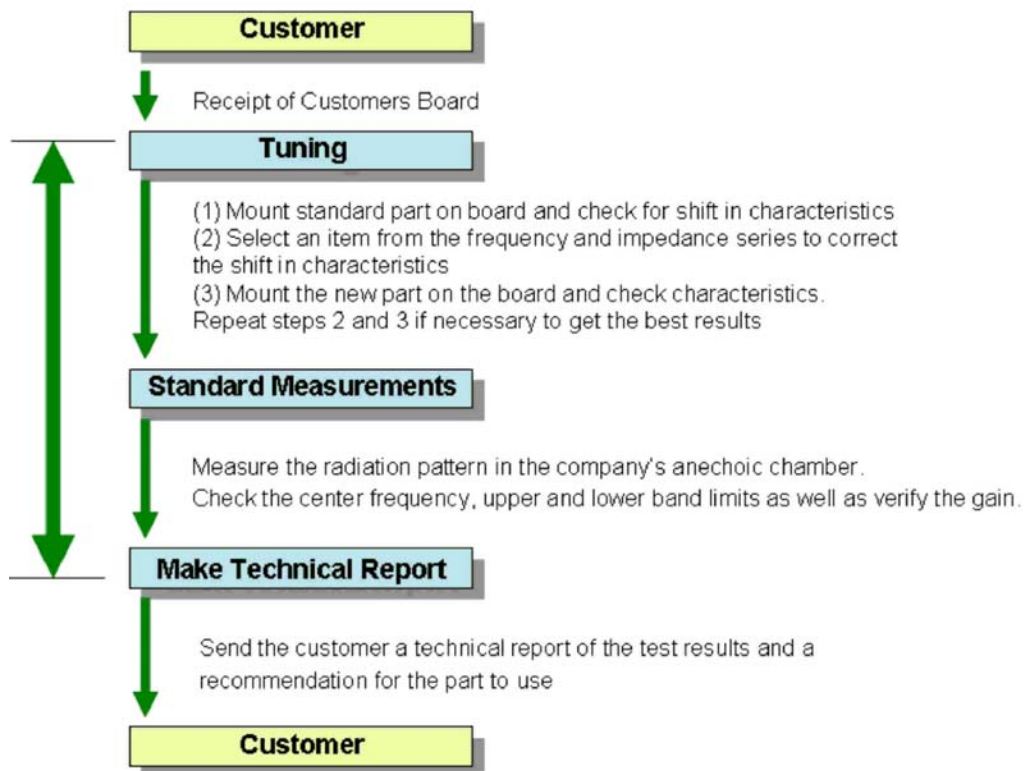 Customer
Receipt of Customers Board
Tuning
(1) Mount standard part on board and check for shift in characteristics
(2) Select an item from the frequency and impedance series to correct
the shift in characteristics
(3) Mount the new part on the board and check characteristics.
Repeat steps 2 and 3 if necessary to get the best results
Standard Measurements
Measure the radiation pattern in the company's anechoic chamber.
Check the center frequency, upper and lower band limits as well as verify the gain.
Make Technical Report
Send the customer a technical report of the test results and a
recommendation for the part to use
Customer